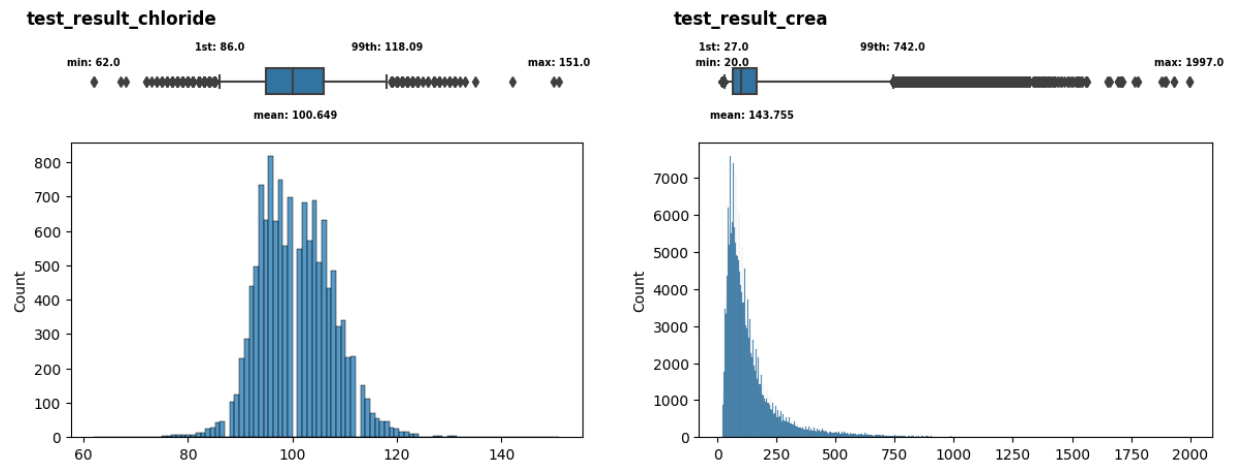 test_result_chloride
1st: 86.0 99th: 118.09
min: 62.0 max: 151.0
mean: 100.649
800
700
600
500
400
300
200
100
0
Count
60 80 100 120 140
test_result_crea
1st: 27.0 99th: 742.0
min: 20.0 max: 1997.0
mean: 143.755
7000
6000
5000
4000
3000
2000
1000
0
Count
0 250 500 750 1000 1250 1500 1750 2000